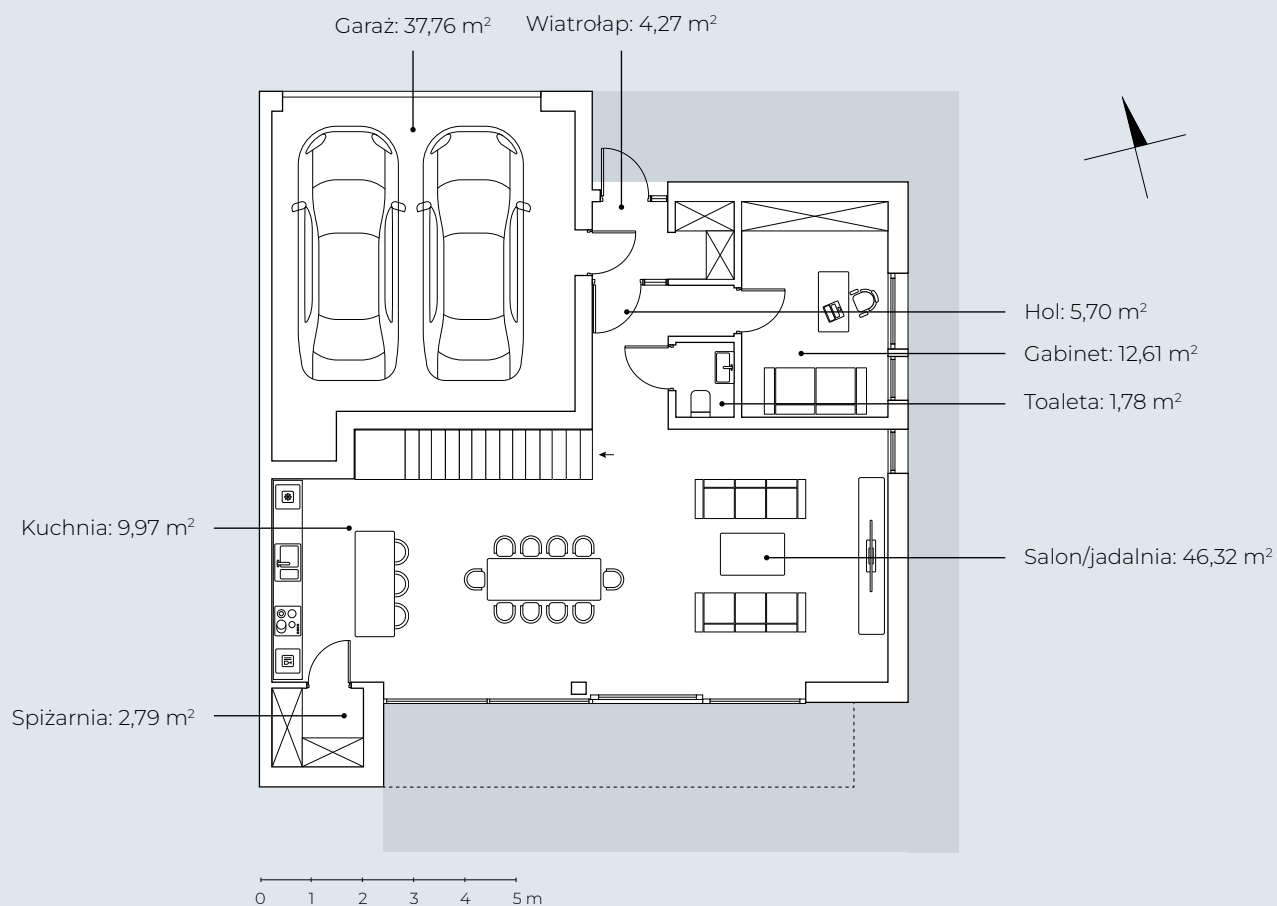 Garaż: 37,76 m²
Wiatrołap: 4,27 m²
Hol: 5,70 m²
Gabinet: 12,61 m²
Toaleta: 1,78 m²
Kuchnia: 9,97 m²
Salon/jadalnia: 46,32 m²
Spiżarnia: 2,79 m²
0 1 2 3 4 5 m